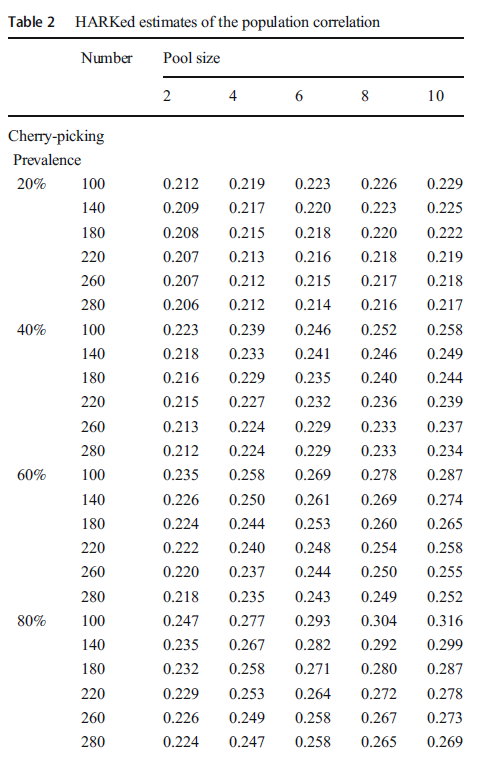 Table 2 HARKed estimates of the population correlation
Number Pool size
2 4 6 8 10
Cherry-picking
Prevalence
20% 100 0.212 0.219 0.223 0.226 0.229
140 0.209 0.217 0.220 0.223 0.225
180 0.208 0.215 0.218 0.220 0.222
220 0.207 0.213 0.216 0.218 0.219
260 0.207 0.212 0.215 0.217 0.218
280 0.206 0.212 0.214 0.216 0.217
40% 100 0.223 0.239 0.246 0.252 0.258
140 0.218 0.233 0.241 0.246 0.249
180 0.216 0.229 0.235 0.240 0.244
220 0.215 0.227 0.232 0.236 0.239
260 0.213 0.224 0.229 0.233 0.237
280 0.212 0.224 0.229 0.233 0.234
60% 100 0.235 0.258 0.269 0.278 0.287
140 0.226 0.250 0.261 0.269 0.274
180 0.224 0.244 0.253 0.260 0.265
220 0.222 0.240 0.248 0.254 0.258
260 0.220 0.237 0.244 0.250 0.255
280 0.218 0.235 0.243 0.249 0.252
80% 100 0.247 0.277 0.293 0.304 0.316
140 0.235 0.267 0.282 0.292 0.299
180 0.232 0.258 0.271 0.280 0.287
220 0.229 0.253 0.264 0.272 0.278
260 0.226 0.249 0.258 0.267 0.273
280 0.224 0.247 0.258 0.265 0.269